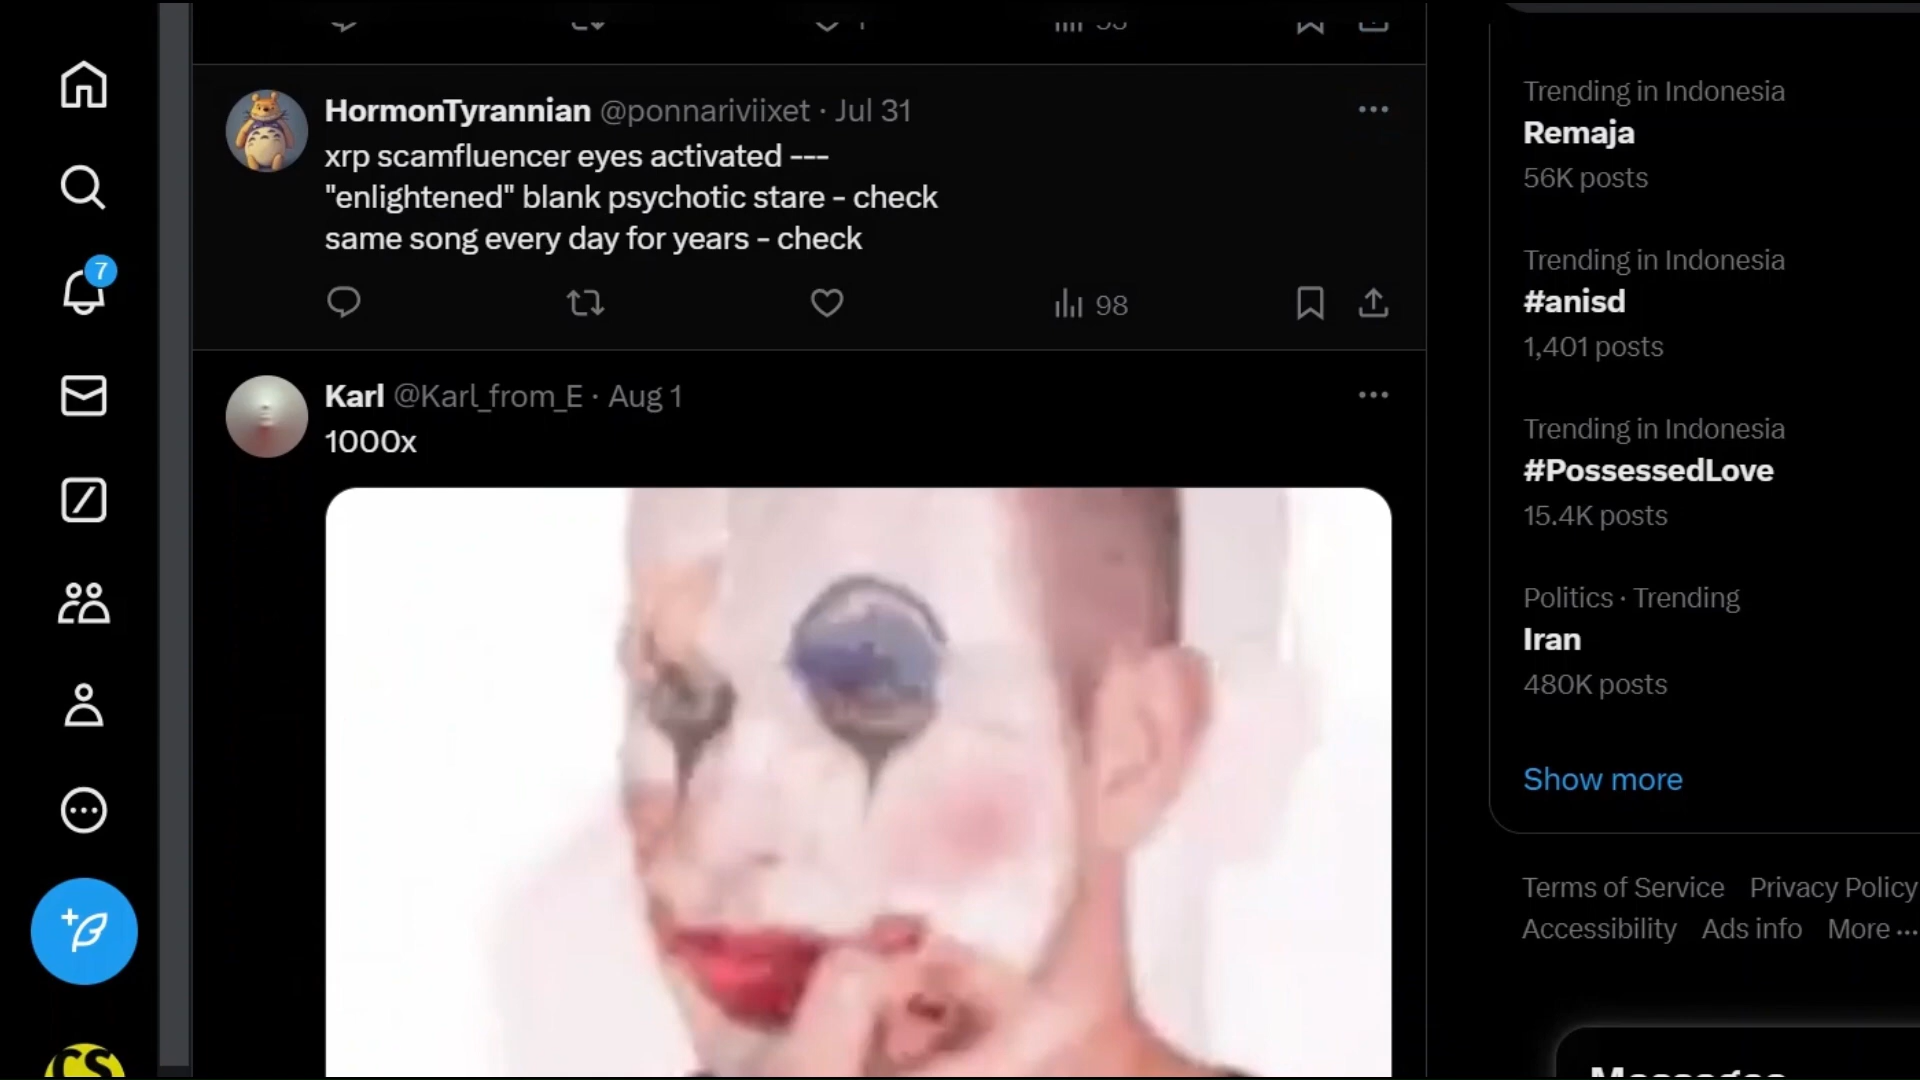 7
HormonTyrannian @ponnariviixet · Jul 31
xrp scamfluencer eyes activated ---
"enlightened" blank psychotic stare - check
same song every day for years - check
98
Karl @Karl_from_E · Aug 1
1000x
Trending in Indonesia
Remaja
56K posts
Trending in Indonesia
#anisd
1,401 posts
Trending in Indonesia
#PossessedLove
15.4K posts
Politics · Trending
Iran
480K posts
Show more
Terms of Service Privacy Policy
Accessibility Ads info More ...
Messages
CS